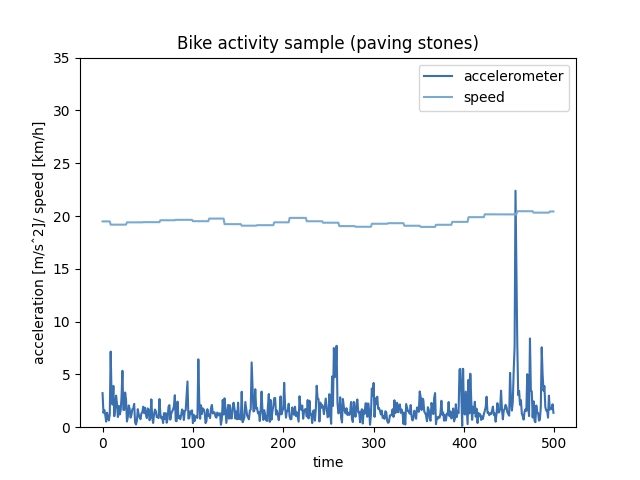 Bike activity sample (paving stones)
accelerometer
speed
35
30
25
20
15
10
5
0
acceleration [m/s^2]/ speed [km/h]
0 100 200 300 400 500
time